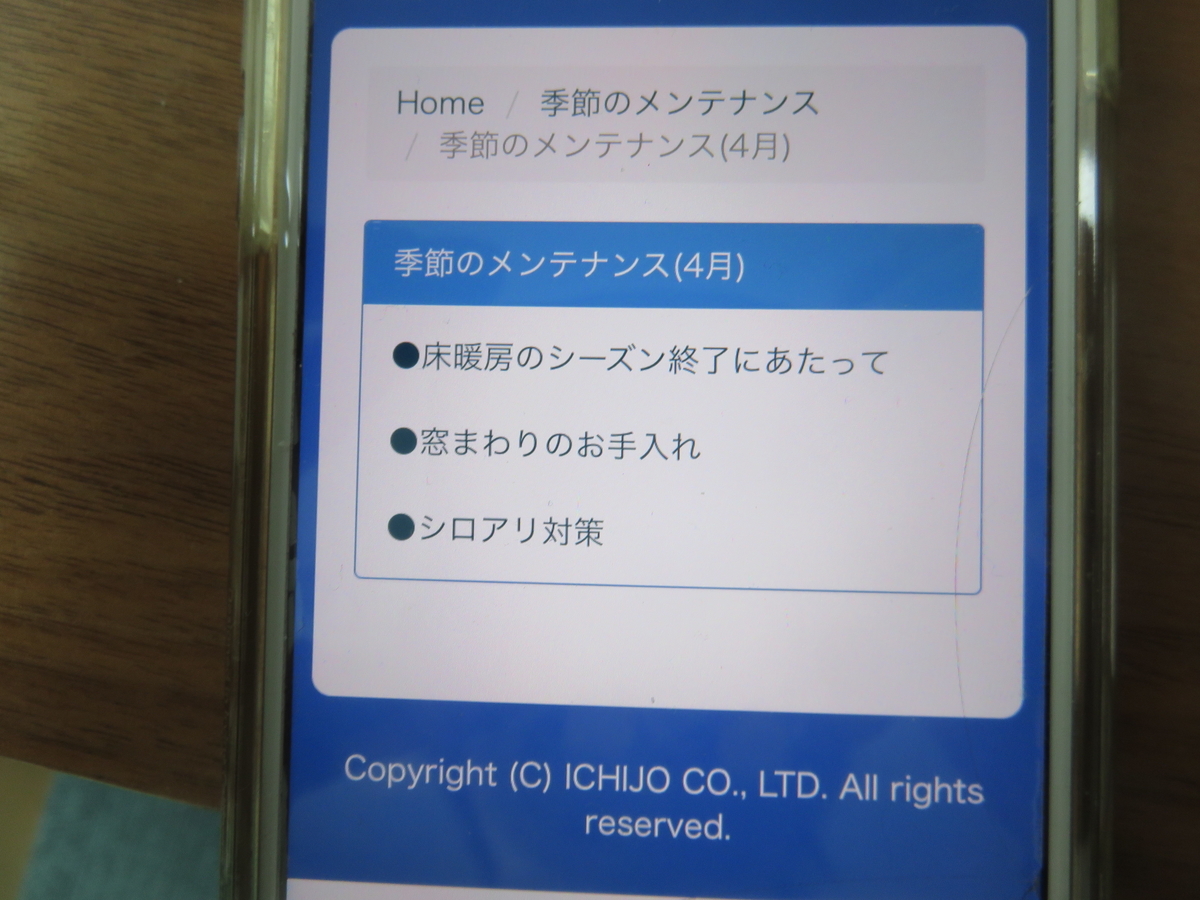 Home / 季節のメンテナンス
/ 季節のメンテナンス(4月)
季節のメンテナンス(4月)
●床暖房のシーズン終了にあたって
●窓まわりのお手入れ
●シロアリ対策
Copyright (C) ICHIJO CO., LTD. All rights
reserved.